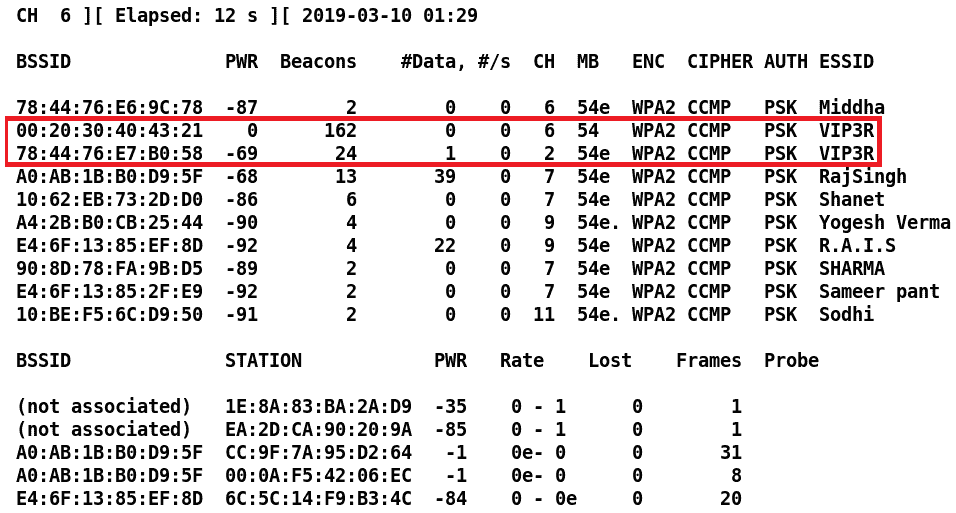 CH  6 ][ Elapsed: 12 s ][ 2019-03-10 01:29
BSSID              PWR  Beacons    #Data, #/s  CH  MB   ENC  CIPHER AUTH ESSID
78:44:76:E6:9C:78  -87        2        0    0   6  54e  WPA2 CCMP   PSK  Middha
00:20:30:40:43:21    0      162        0    0   6  54   WPA2 CCMP   PSK  VIP3R
78:44:76:E7:B0:58  -69       24        1    0   2  54e  WPA2 CCMP   PSK  VIP3R
A0:AB:1B:B0:D9:5F  -68       13       39    0   7  54e  WPA2 CCMP   PSK  RajSingh
10:62:EB:73:2D:D0  -86        6        0    0   7  54e  WPA2 CCMP   PSK  Shanet
A4:2B:B0:CB:25:44  -90        4        0    0   9  54e. WPA2 CCMP   PSK  Yogesh Verma
E4:6F:13:85:EF:8D  -92        4       22    0   9  54e  WPA2 CCMP   PSK  R.A.I.S
90:8D:78:FA:9B:D5  -89        2        0    0   7  54e  WPA2 CCMP   PSK  SHARMA
E4:6F:13:85:2F:E9  -92        2        0    0   7  54e  WPA2 CCMP   PSK  Sameer pant
10:BE:F5:6C:D9:50  -91        2        0    0  11  54e. WPA2 CCMP   PSK  Sodhi
BSSID              STATION            PWR   Rate    Lost    Frames  Probe
(not associated)   1E:8A:83:BA:2A:D9  -35    0 - 1      0        1
(not associated)   EA:2D:CA:90:20:9A  -85    0 - 1      0        1
A0:AB:1B:B0:D9:5F  CC:9F:7A:95:D2:64   -1    0e- 0      0       31
A0:AB:1B:B0:D9:5F  00:0A:F5:42:06:EC   -1    0e- 0      0        8
E4:6F:13:85:EF:8D  6C:5C:14:F9:B3:4C  -84    0 - 0e     0       20